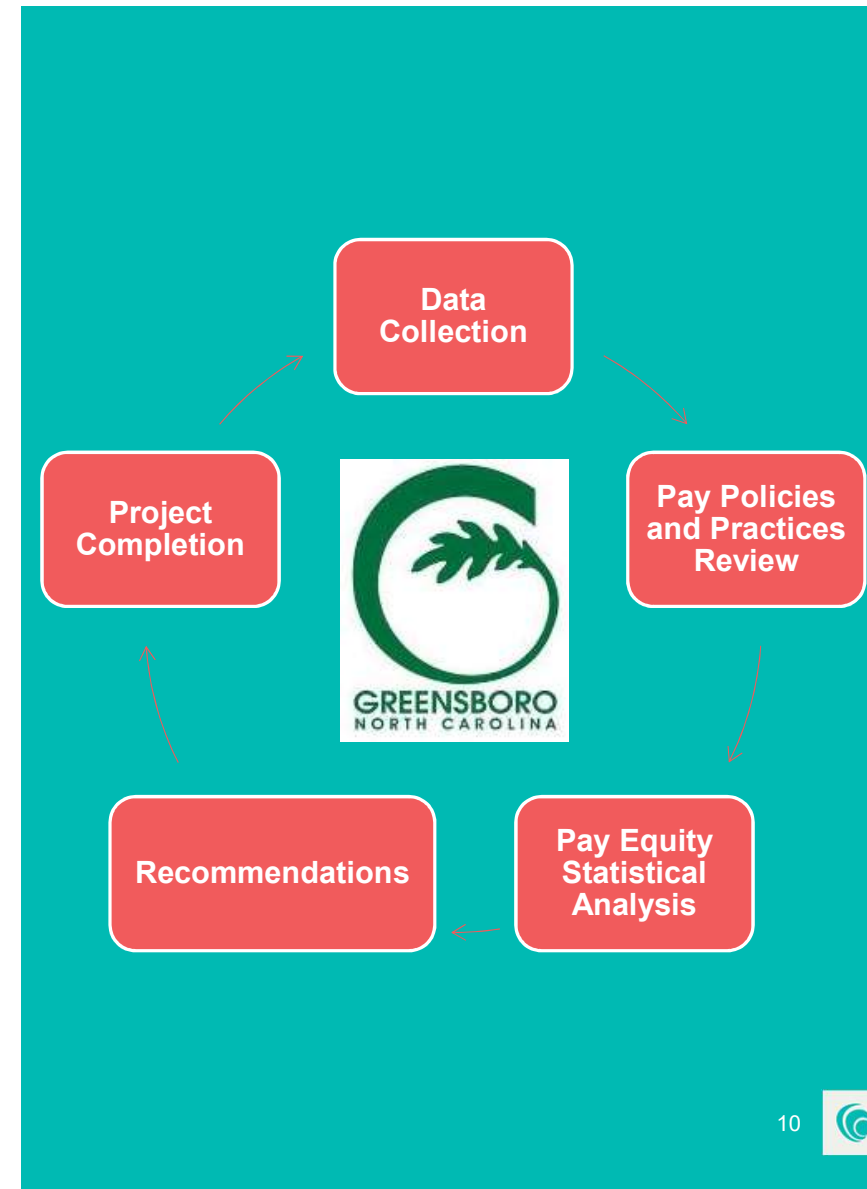 Data
Collection
Project
Completion
Pay Policies
and Practices
Review
GREENSBORO
NORTH CAROLINA
Recommendations
Pay Equity
Statistical
Analysis
10